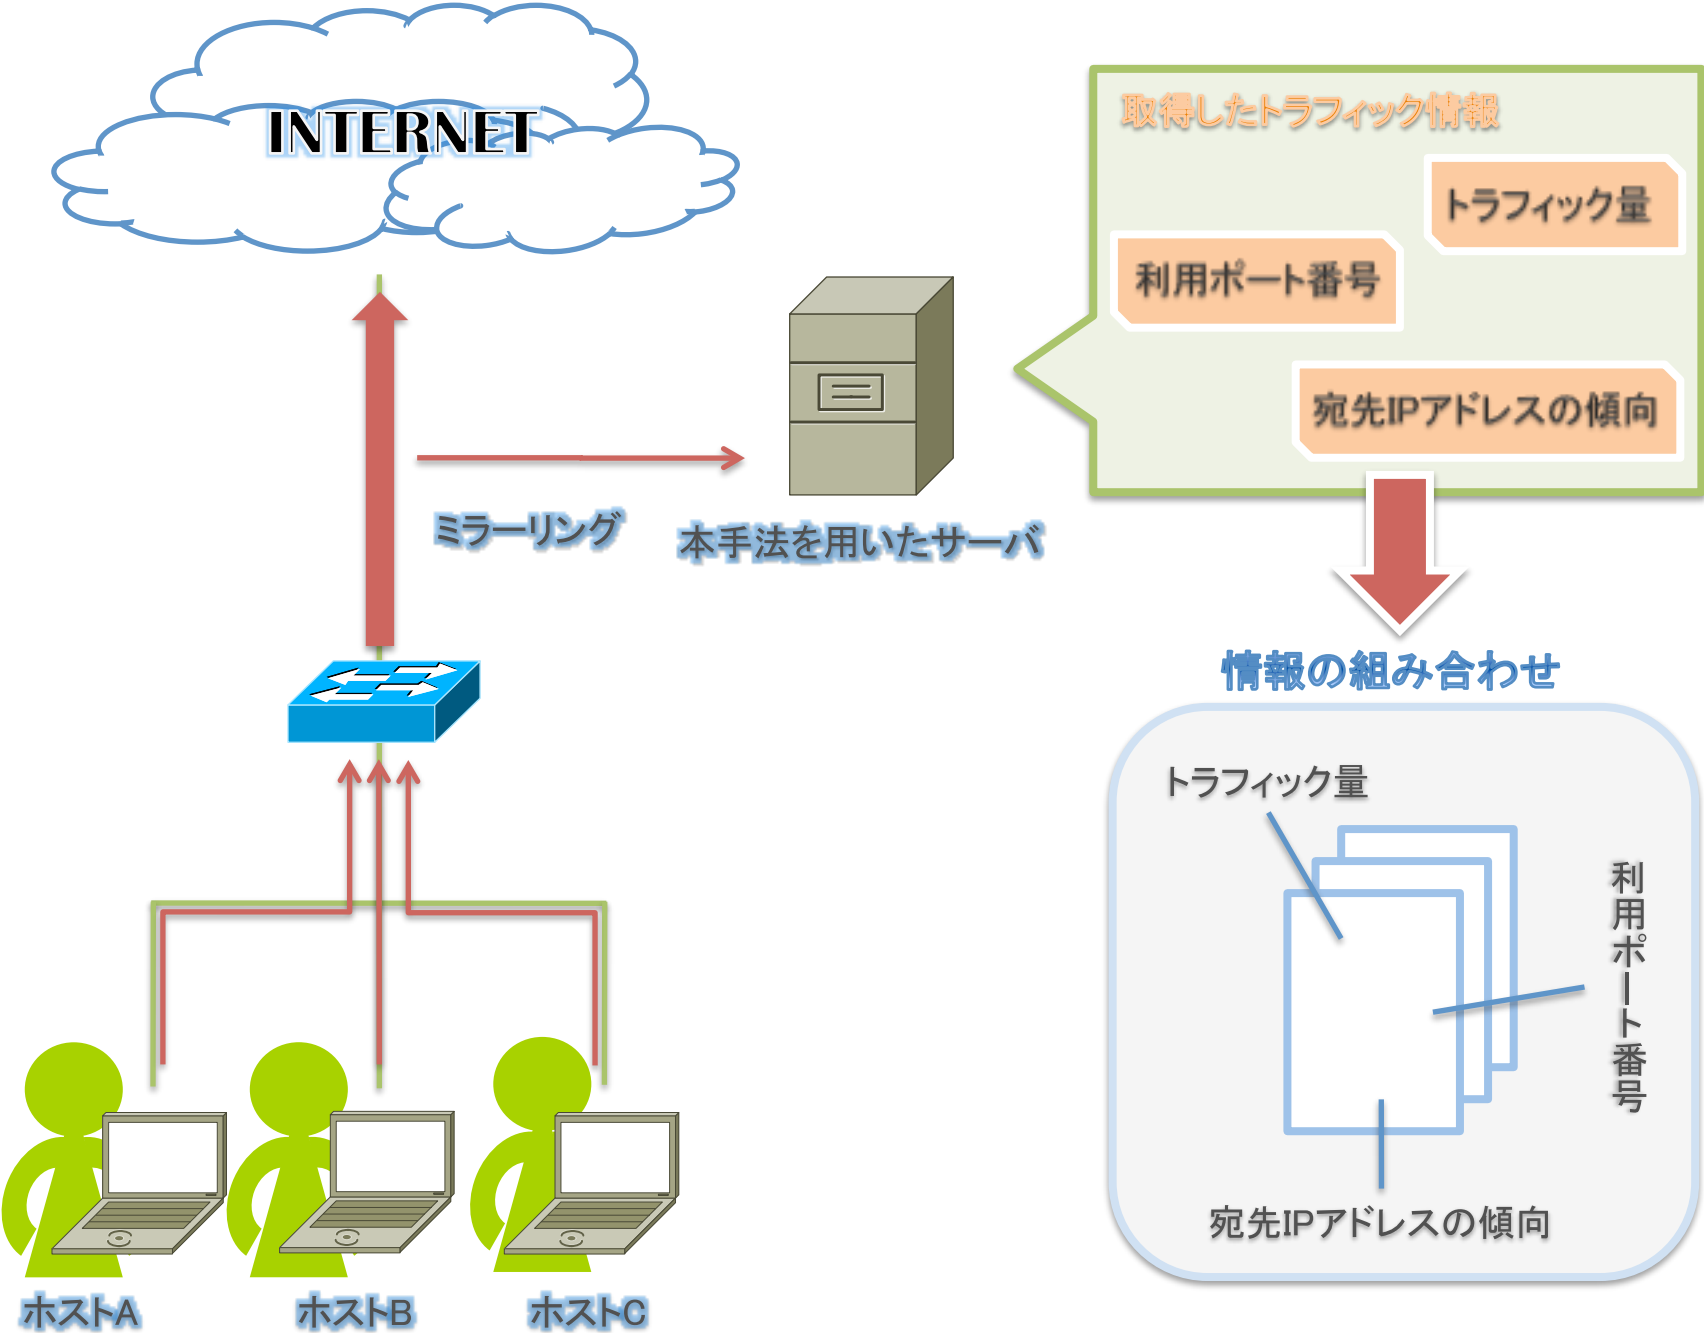 INTERNET
取得したトラフィック情報
トラフィック量
利用ポート番号
宛先IPアドレスの傾向
ミラーリング
本手法を用いたサーバ
情報の組み合わせ
トラフィック量
利用ポート番号
宛先IPアドレスの傾向
ホストA
ホストB
ホストC